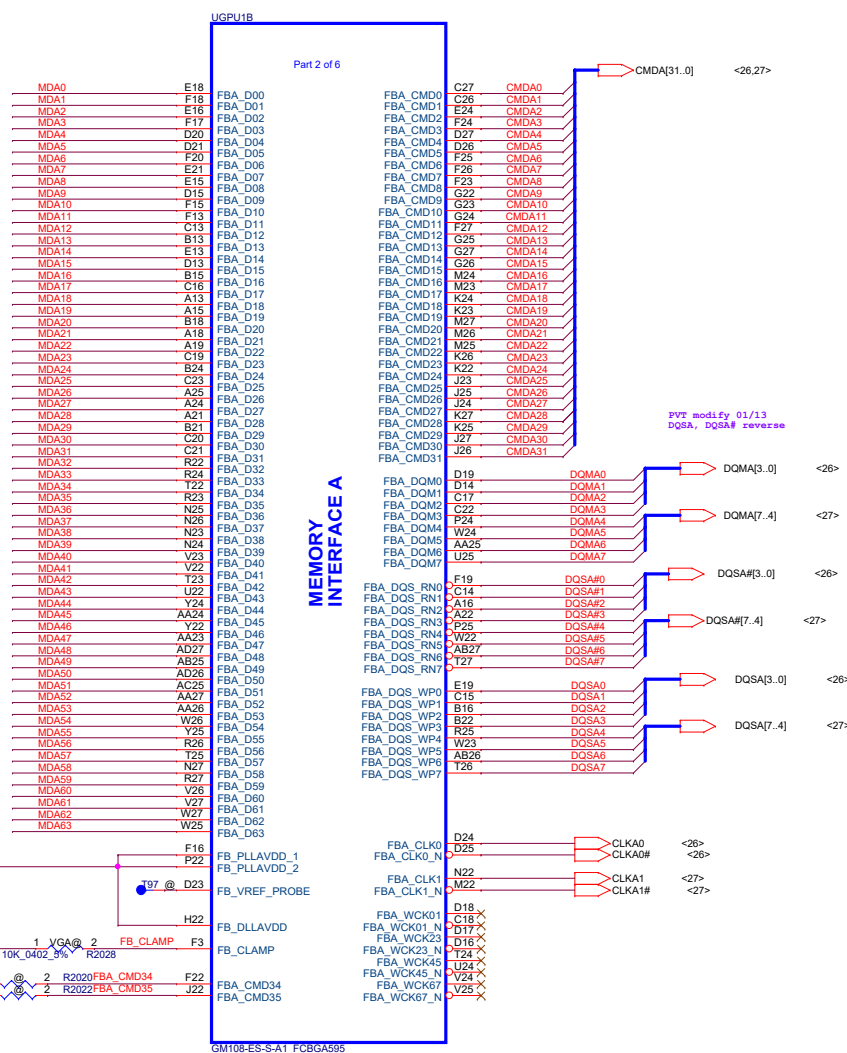 UGPU1B
Part 2 of 6
MDA0 E18 FBA_D00
MDA1 F18 FBA_D01
MDA2 E16 FBA_D02
MDA3 F17 FBA_D03
MDA4 D20 FBA_D04
MDA5 D21 FBA_D05
MDA6 F20 FBA_D06
MDA7 E21 FBA_D07
MDA8 E15 FBA_D08
MDA9 D15 FBA_D09
MDA10 F15 FBA_D10
MDA11 F13 FBA_D11
MDA12 C13 FBA_D12
MDA13 B13 FBA_D13
MDA14 E13 FBA_D14
MDA15 D13 FBA_D15
MDA16 B15 FBA_D16
MDA17 C16 FBA_D17
MDA18 A13 FBA_D18
MDA19 A15 FBA_D19
MDA20 B18 FBA_D20
MDA21 A18 FBA_D21
MDA22 A19 FBA_D22
MDA23 C19 FBA_D23
MDA24 B24 FBA_D24
MDA25 C23 FBA_D25
MDA26 A25 FBA_D26
MDA27 A24 FBA_D27
MDA28 A21 FBA_D28
MDA29 B21 FBA_D29
MDA30 C20 FBA_D30
MDA31 C21 FBA_D31
MDA32 R22 FBA_D32
MDA33 R24 FBA_D33
MDA34 T22 FBA_D34
MDA35 R23 FBA_D35
MDA36 N25 FBA_D36
MDA37 N26 FBA_D37
MDA38 N23 FBA_D38
MDA39 N24 FBA_D39
MDA40 V23 FBA_D40
MDA41 V22 FBA_D41
MDA42 T23 FBA_D42
MDA43 U22 FBA_D43
MDA44 Y24 FBA_D44
MDA45 AA24 FBA_D45
MDA46 Y22 FBA_D46
MDA47 AA23 FBA_D47
MDA48 AD27 FBA_D48
MDA49 AB25 FBA_D49
MDA50 AD26 FBA_D50
MDA51 AC25 FBA_D51
MDA52 AA27 FBA_D52
MDA53 AA26 FBA_D53
MDA54 W26 FBA_D54
MDA55 Y25 FBA_D55
MDA56 R26 FBA_D56
MDA57 T25 FBA_D57
MDA58 N27 FBA_D58
MDA59 R27 FBA_D59
MDA60 V26 FBA_D60
MDA61 V27 FBA_D61
MDA62 W27 FBA_D62
MDA63 W25 FBA_D63
F16 FB_PLLAVDD_1
P22 FB_PLLAVDD_2
T97 @ D23 FB_VREF_PROBE
H22 FB_DLLAVDD
1 VGA@ 2 FB_CLAMP F3 FB_CLAMP
10K_0402_5% R2028
@ 2 R2020 FBA_CMD34 F22 FBA_CMD34
@ 2 R2022 FBA_CMD35 J22 FBA_CMD35
MEMORY
INTERFACE A
FBA_CMD0 C27 CMDA0
FBA_CMD1 C26 CMDA1
FBA_CMD2 E24 CMDA2
FBA_CMD3 F24 CMDA3
FBA_CMD4 D27 CMDA4
FBA_CMD5 D26 CMDA5
FBA_CMD6 F25 CMDA6
FBA_CMD7 F26 CMDA7
FBA_CMD8 F23 CMDA8
FBA_CMD9 G22 CMDA9
FBA_CMD10 G23 CMDA10
FBA_CMD11 G24 CMDA11
FBA_CMD12 F27 CMDA12
FBA_CMD13 G25 CMDA13
FBA_CMD14 G27 CMDA14
FBA_CMD15 G26 CMDA15
FBA_CMD16 M24 CMDA16
FBA_CMD17 M23 CMDA17
FBA_CMD18 K24 CMDA18
FBA_CMD19 K23 CMDA19
FBA_CMD20 M27 CMDA20
FBA_CMD21 M26 CMDA21
FBA_CMD22 M25 CMDA22
FBA_CMD23 K26 CMDA23
FBA_CMD24 K22 CMDA24
FBA_CMD25 J23 CMDA25
FBA_CMD26 J25 CMDA26
FBA_CMD27 J24 CMDA27
FBA_CMD28 K27 CMDA28
FBA_CMD29 K25 CMDA29
FBA_CMD30 J27 CMDA30
FBA_CMD31 J26 CMDA31
CMDA[31..0] <26,27>
PVT modify 01/13
DQSA, DQSA# reverse
FBA_DQM0 D19 DQMA0
FBA_DQM1 D14 DQMA1
FBA_DQM2 C17 DQMA2
FBA_DQM3 C22 DQMA3
FBA_DQM4 P24 DQMA4
FBA_DQM5 W24 DQMA5
FBA_DQM6 AA25 DQMA6
FBA_DQM7 U25 DQMA7
DQMA[3..0] <26>
DQMA[7..4] <27>
FBA_DQS_RN0 F19 DQSA#0
FBA_DQS_RN1 C14 DQSA#1
FBA_DQS_RN2 A16 DQSA#2
FBA_DQS_RN3 A22 DQSA#3
FBA_DQS_RN4 P25 DQSA#4
FBA_DQS_RN5 W22 DQSA#5
FBA_DQS_RN6 AB27 DQSA#6
FBA_DQS_RN7 T27 DQSA#7
DQSA#[3..0] <26>
DQSA#[7..4] <27>
FBA_DQS_WP0 E19 DQSA0
FBA_DQS_WP1 C15 DQSA1
FBA_DQS_WP2 B16 DQSA2
FBA_DQS_WP3 B22 DQSA3
FBA_DQS_WP4 R25 DQSA4
FBA_DQS_WP5 W23 DQSA5
FBA_DQS_WP6 AB26 DQSA6
FBA_DQS_WP7 T26 DQSA7
DQSA[3..0] <26>
DQSA[7..4] <27>
FBA_CLK0 D24 CLKA0 <26>
FBA_CLK0_N D25 CLKA0# <26>
FBA_CLK1 N22 CLKA1 <27>
FBA_CLK1_N M22 CLKA1# <27>
FBA_WCK01 D18
FBA_WCK01_N C18
FBA_WCK23 D17
FBA_WCK23_N D16
FBA_WCK45 T24
FBA_WCK45_N U24
FBA_WCK67 V24
FBA_WCK67_N V25
GM108-ES-S-A1_FCBGA595